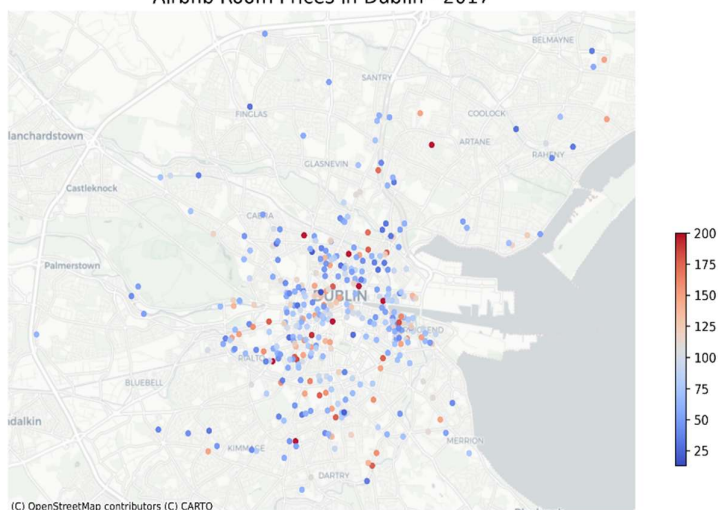 Airbnb Room Prices in Dublin - 2017
BELMAYNE
SANTRY
FINGLAS
COOLOCK
lanchardstown
ARTANE
RAHENY
GLASNEVIN
Castleknock
CABRA
Palmerstown
DUBLIN
RIALTO
BLUEBELL
dalkin
KIMMAGE
MERRION
DARTRY
(C) OpenStreetMap contributors (C) CARTO
200
175
150
125
100
75
50
25